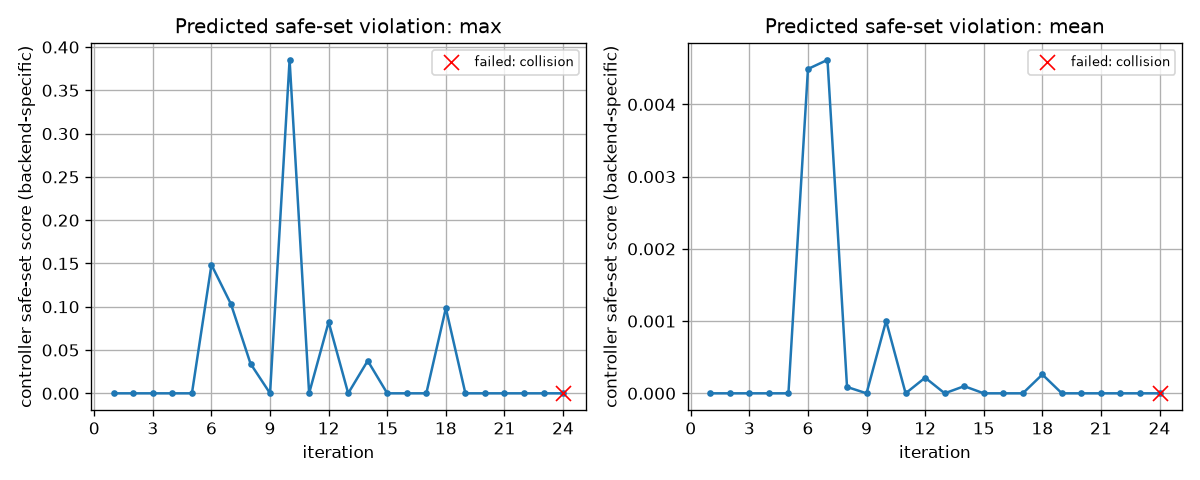 Predicted safe-set violation: max
controller safe-set score (backend-specific)
0.40
0.35
0.30
0.25
0.20
0.15
0.10
0.05
0.00
failed: collision
0 3 6 9 12 15 18 21 24
iteration
Predicted safe-set violation: mean
controller safe-set score (backend-specific)
0.004
0.003
0.002
0.001
0.000
failed: collision
0 3 6 9 12 15 18 21 24
iteration